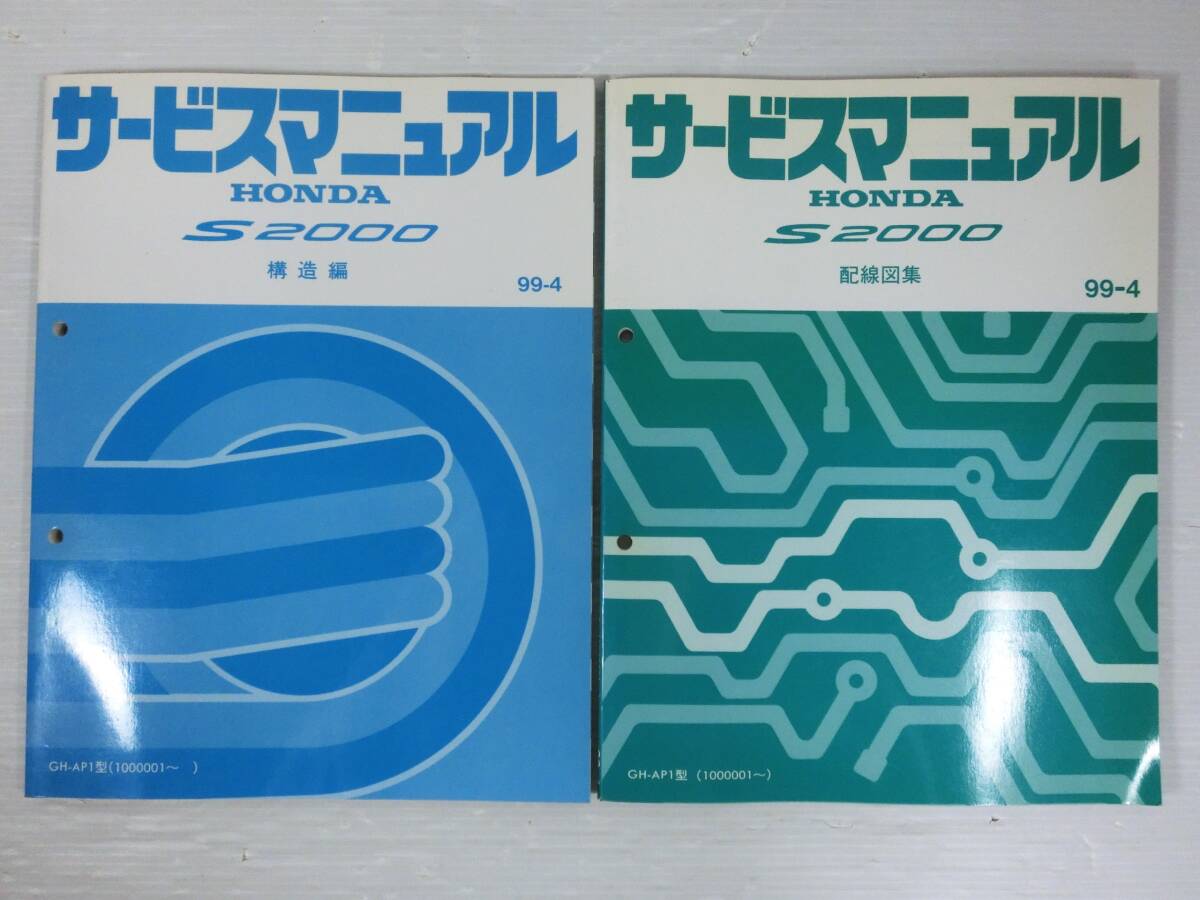 サービスマニュアル
HONDA
S2000
構造編
99-4
GH-AP1型(1000001～ )
サービスマニュアル
HONDA
S2000
配線図集
99-4
GH-AP1型 (1000001～)